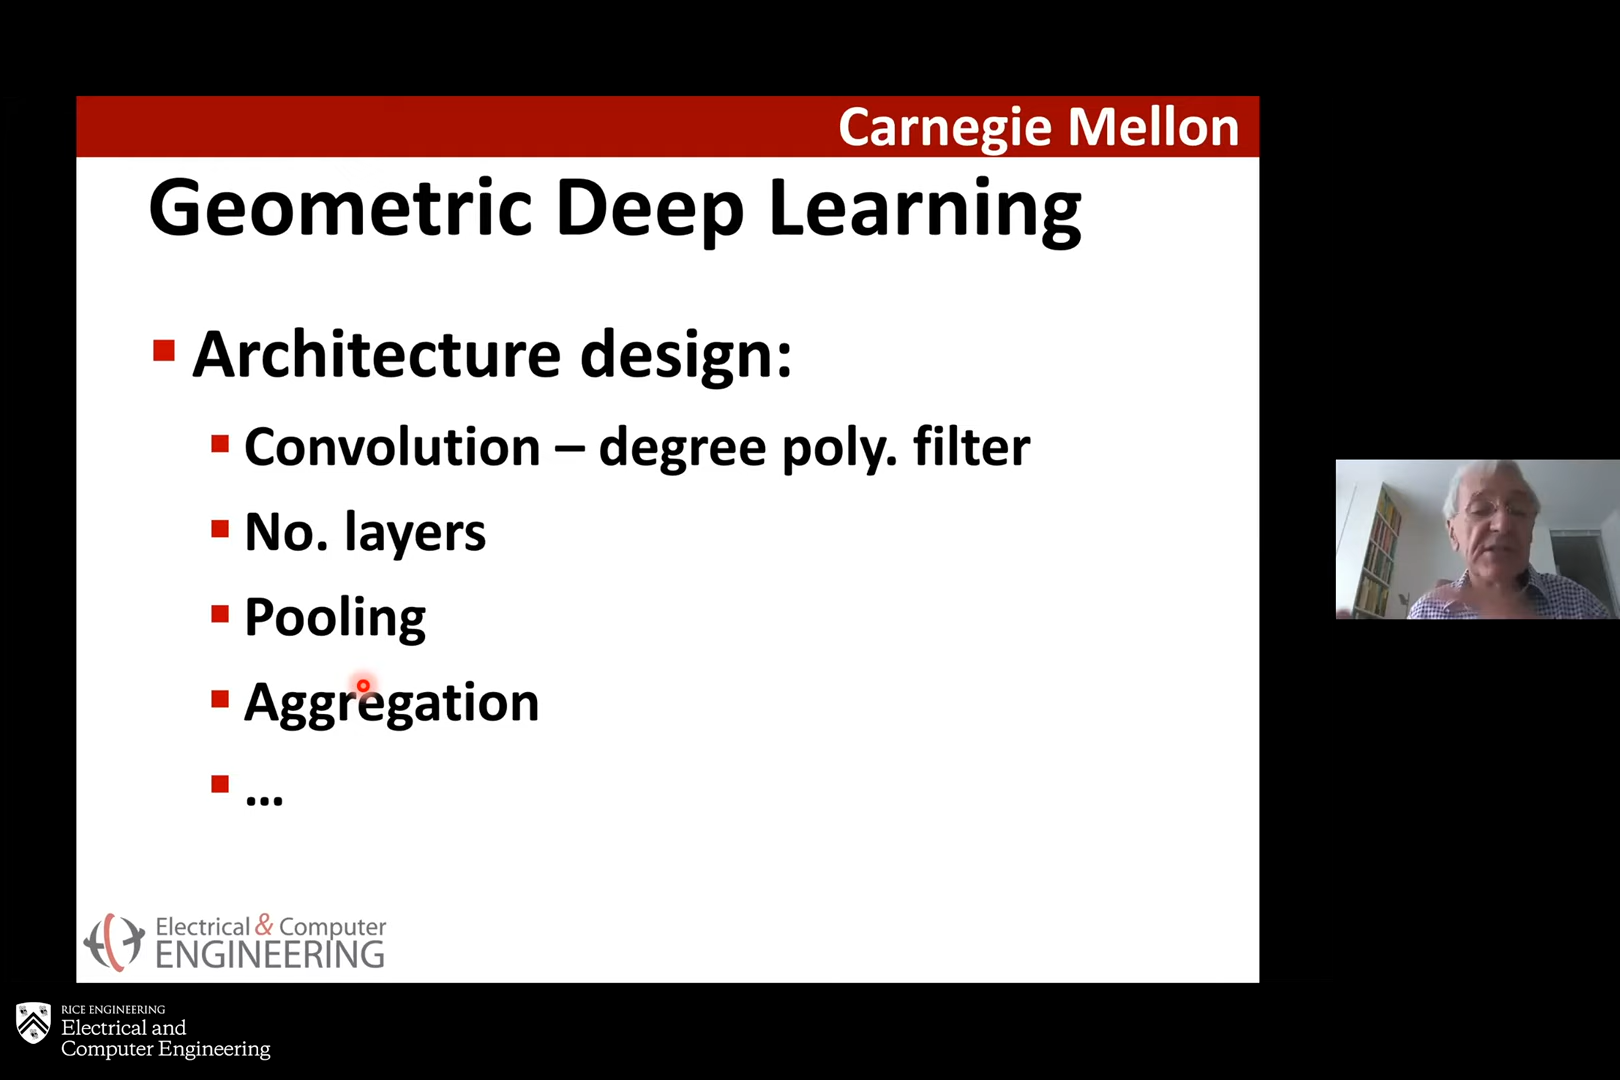 Carnegie Mellon
Geometric Deep Learning
Architecture design:
Convolution – degree poly. filter
No. layers
Pooling
Aggregation
...
Electrical & Computer
ENGINEERING
RICE ENGINEERING
Electrical and
Computer Engineering